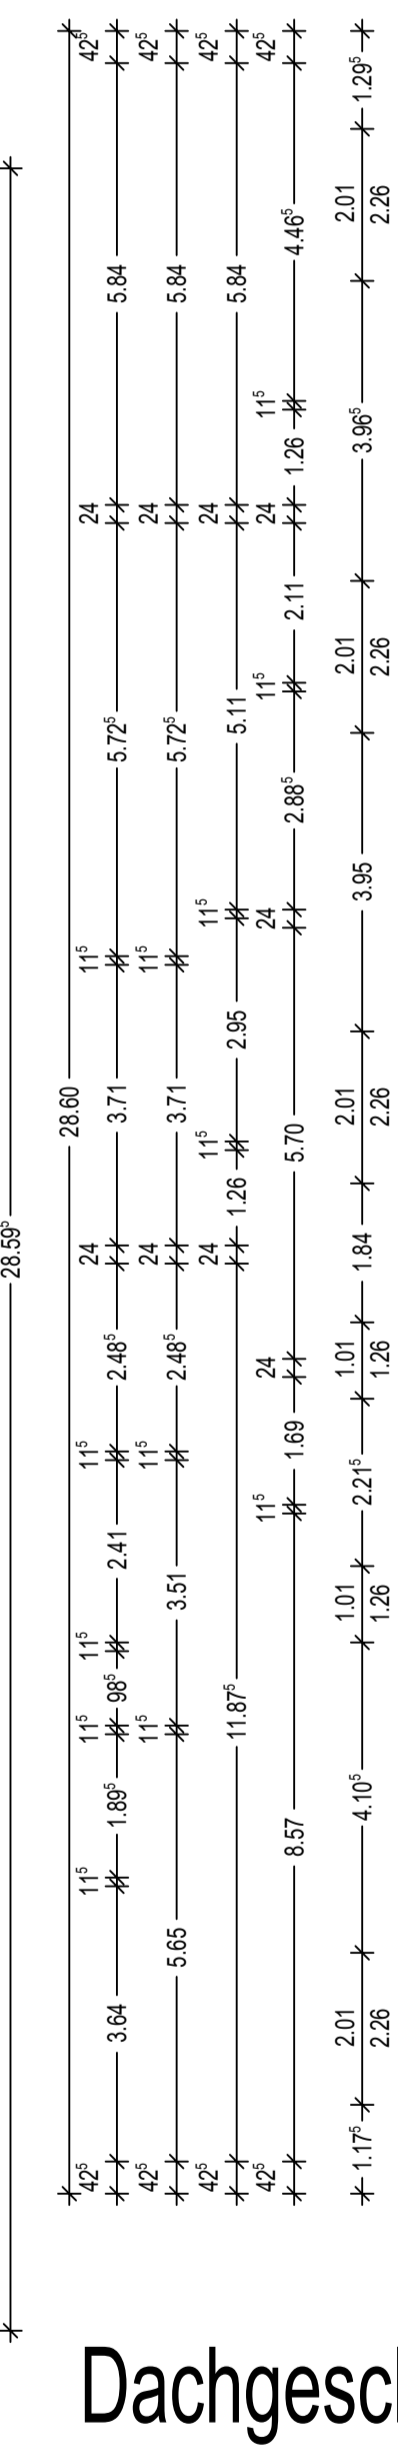 28.59⁵
28.60
42⁵ 3.64 11⁵ 1.89⁵ 11⁵ 98⁵ 11⁵ 2.41 11⁵ 2.48⁵ 24 3.71 11⁵ 5.72⁵ 24 5.84 42⁵
42⁵ 5.65 11⁵ 3.51 11⁵ 2.48⁵ 24 3.71 11⁵ 5.72⁵ 24 5.84 42⁵
42⁵ 11.87⁵ 24 1.26 11⁵ 2.95 11⁵ 5.11 24 5.84 42⁵
42⁵ 8.57 11⁵ 1.69 24 5.70 24 2.88⁵ 11⁵ 2.11 24 1.26 11⁵ 4.46⁵ 42⁵
2.01 1.01 1.01 2.01 2.01 2.01
1.17⁵ 4.10⁵ 2.21⁵ 1.84 3.95 3.96⁵ 1.29⁵
2.26 1.26 1.26 2.26 2.26 2.26
Dachgesc